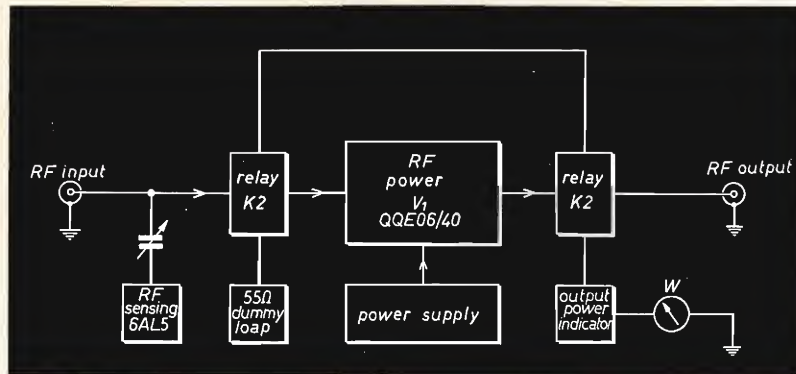 RF input
relay
K2
RF
power
V1
QQE06/40
relay
K2
RF output
RF
sensing
6AL5
55Ω
dummy
loap
power supply
output
power
indicator
W